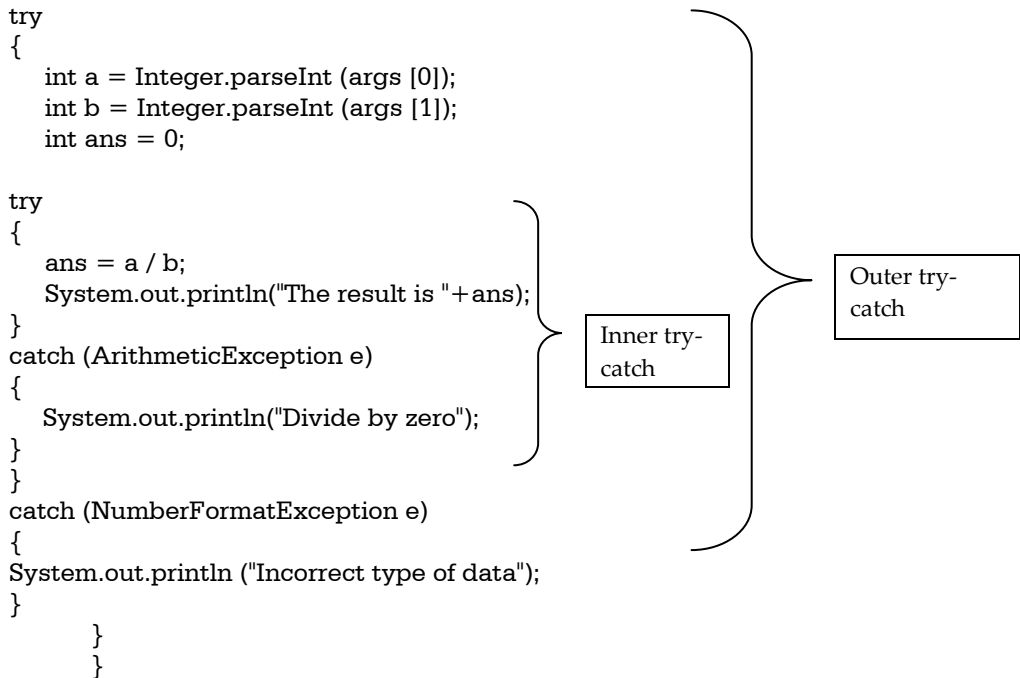 try
{
int a = Integer.parseInt (args [0]);
int b = Integer.parseInt (args [1]);
int ans = 0;
try
{
ans = a / b;
System.out.println("The result is "+ans);
}
catch (ArithmeticException e)
{
System.out.println("Divide by zero");
}
}
catch (NumberFormatException e)
{
System.out.println ("Incorrect type of data");
}
}
}
Inner try-
catch
Outer try-
catch